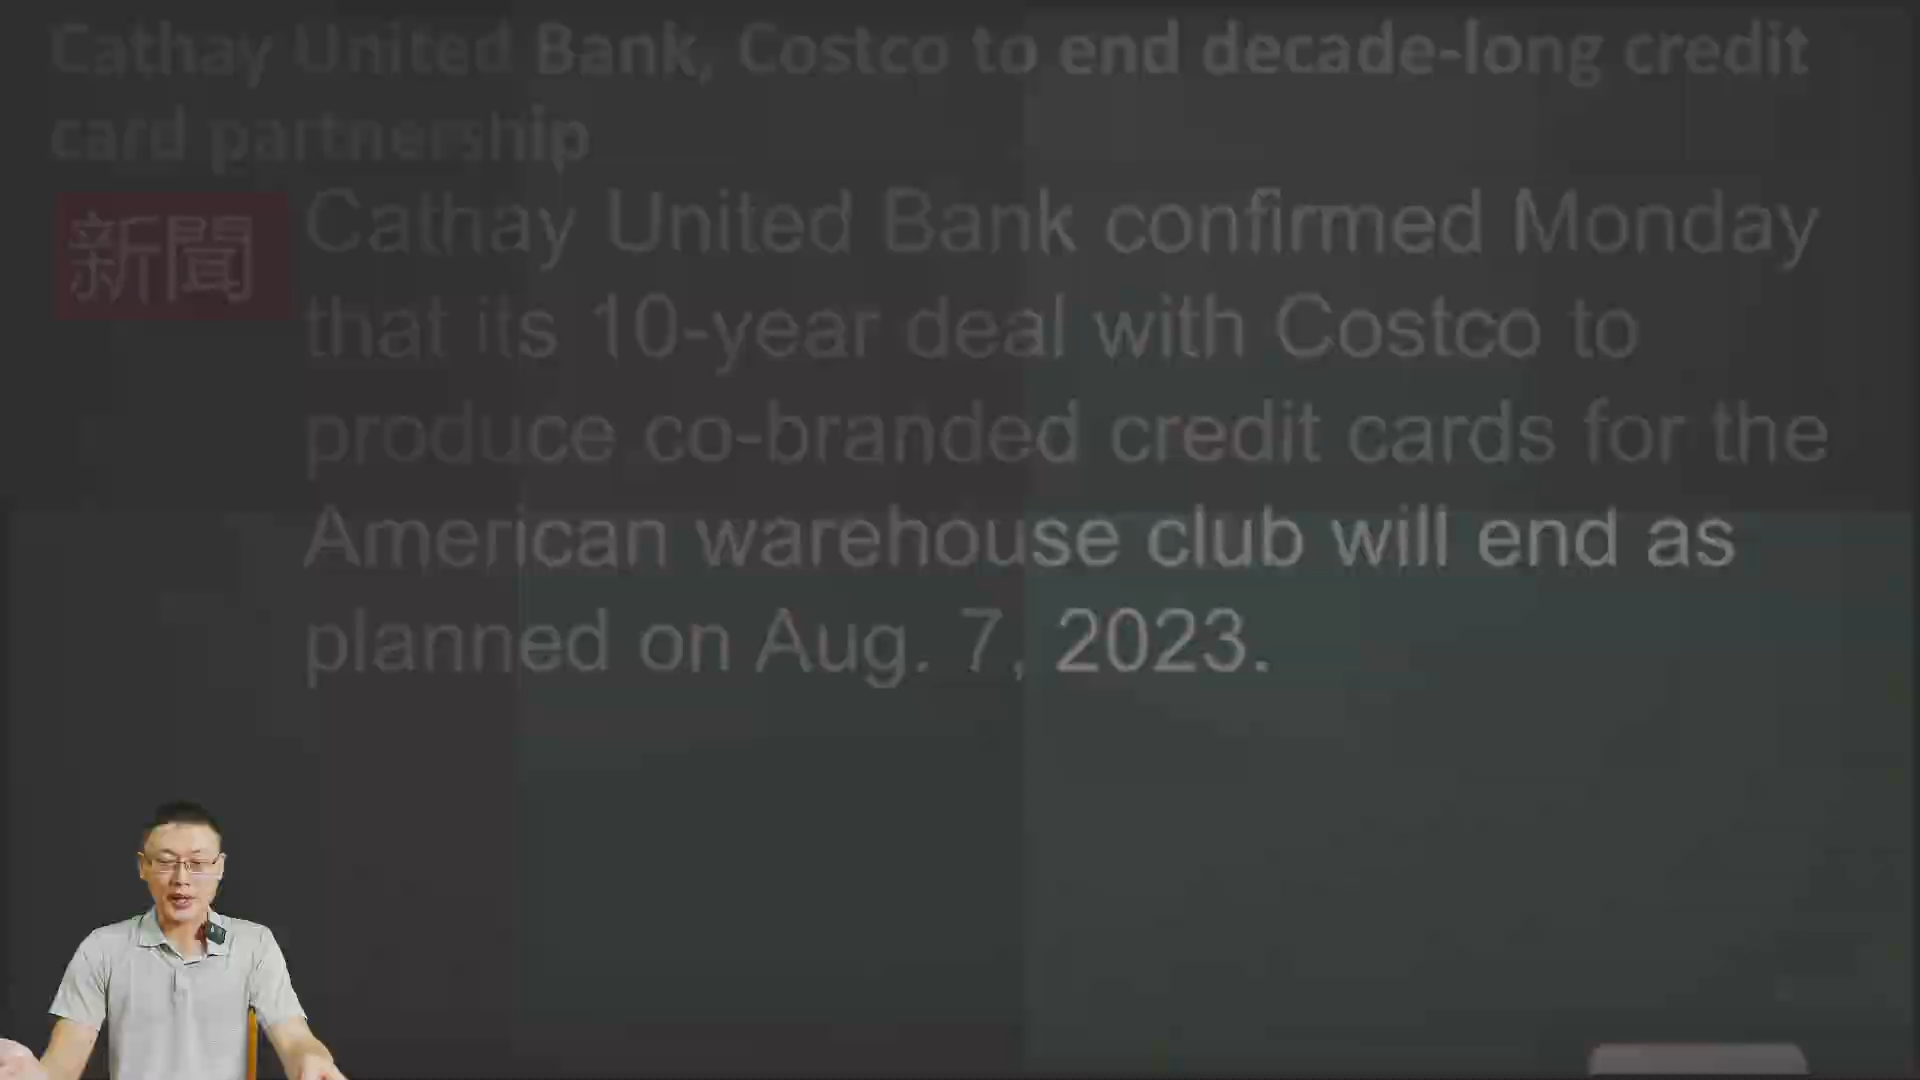 Cathay United Bank, Costco to end decade-long credit
card partnership
新聞
Cathay United Bank confirmed Monday
that its 10-year deal with Costco to
produce co-branded credit cards for the
American warehouse club will end as
planned on Aug. 7, 2023.